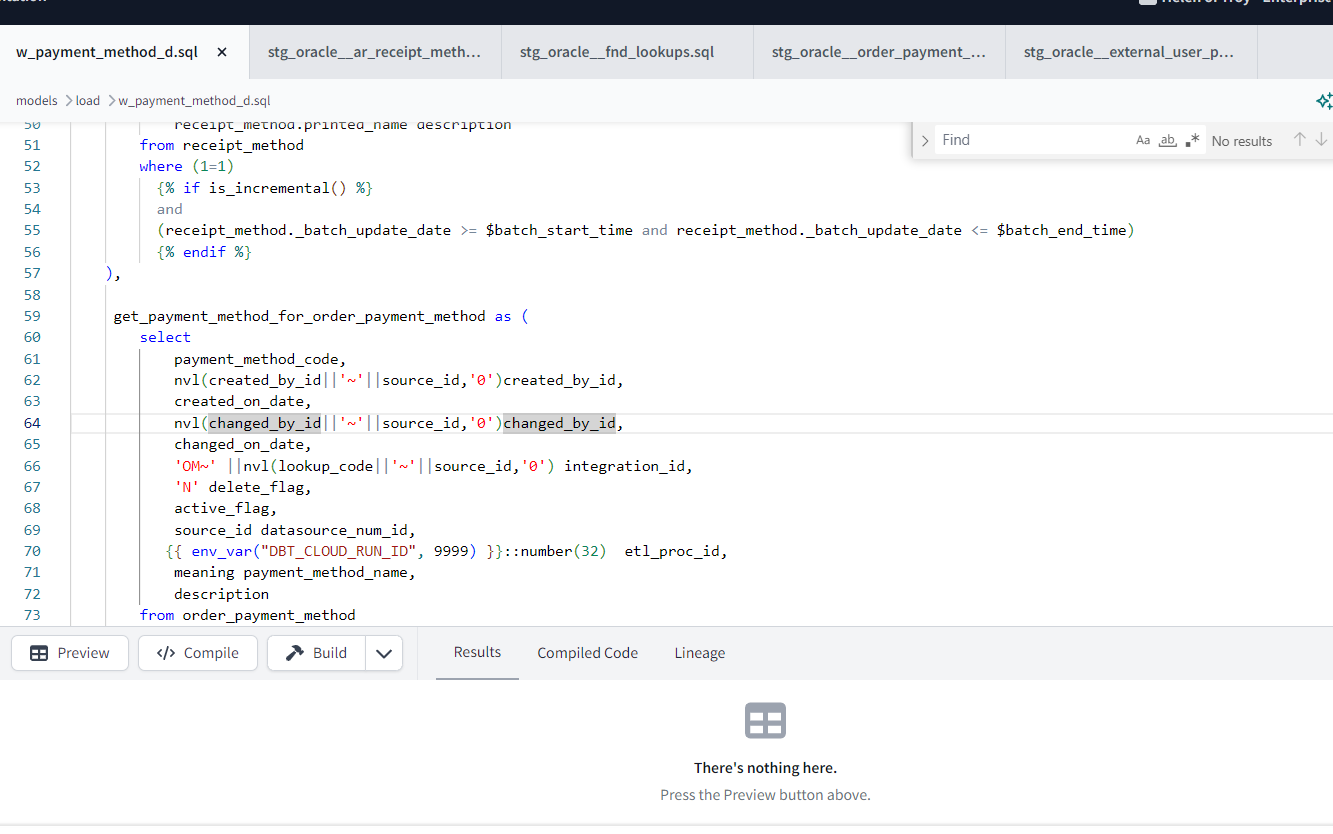 w_payment_method_d.sql ×
stg_oracle__ar_receipt_meth...
stg_oracle__fnd_lookups.sql
stg_oracle__order_payment_...
stg_oracle__external_user_p...
models > load > w_payment_method_d.sql
Find Aa ab .* No results
50 receipt_method.printed_name description
51 from receipt_method
52 where (1=1)
53 {% if is_incremental() %}
54 and
55 (receipt_method._batch_update_date >= $batch_start_time and receipt_method._batch_update_date <= $batch_end_time)
56 {% endif %}
57 ),
58
59 get_payment_method_for_order_payment_method as (
60 select
61 payment_method_code,
62 nvl(created_by_id||'~'||source_id,'0')created_by_id,
63 created_on_date,
64 nvl(changed_by_id||'~'||source_id,'0')changed_by_id,
65 changed_on_date,
66 'OM~' ||nvl(lookup_code||'~'||source_id,'0') integration_id,
67 'N' delete_flag,
68 active_flag,
69 source_id datasource_num_id,
70 {{ env_var("DBT_CLOUD_RUN_ID", 9999) }}::number(32)  etl_proc_id,
71 meaning payment_method_name,
72 description
73 from order_payment_method
Preview
</> Compile
Build
Results
Compiled Code
Lineage
There's nothing here.
Press the Preview button above.